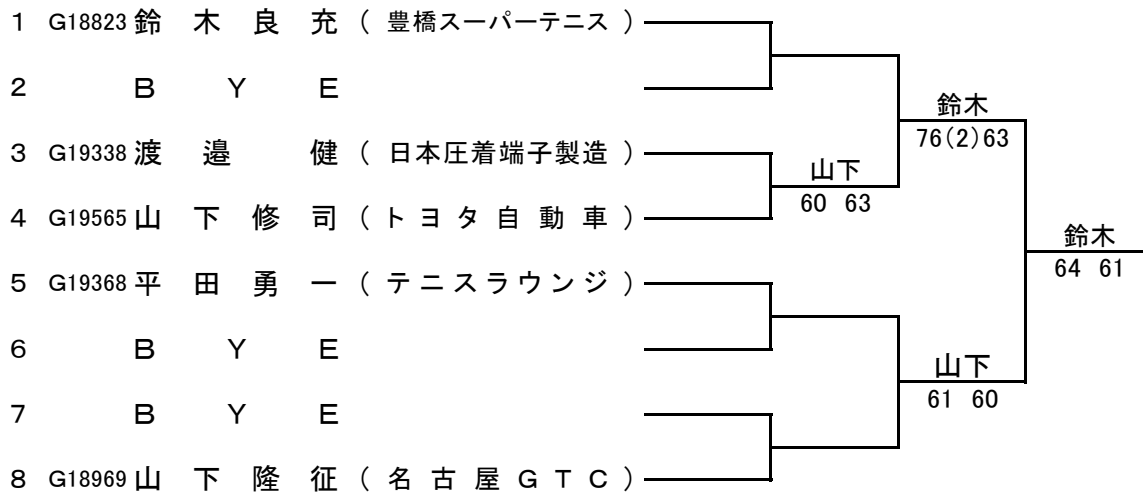 1 G18823 鈴木良充 (豊橋スーパーテニス)
2 BYE
鈴木
76(2)63
3 G19338 渡邉健 (日本圧着端子製造)
山下
60 63
4 G19565 山下修司 (トヨタ自動車)
鈴木
64 61
5 G19368 平田勇一 (テニスラウンジ)
6 BYE
山下
61 60
7 BYE
8 G18969 山下隆征 (名古屋GTC)